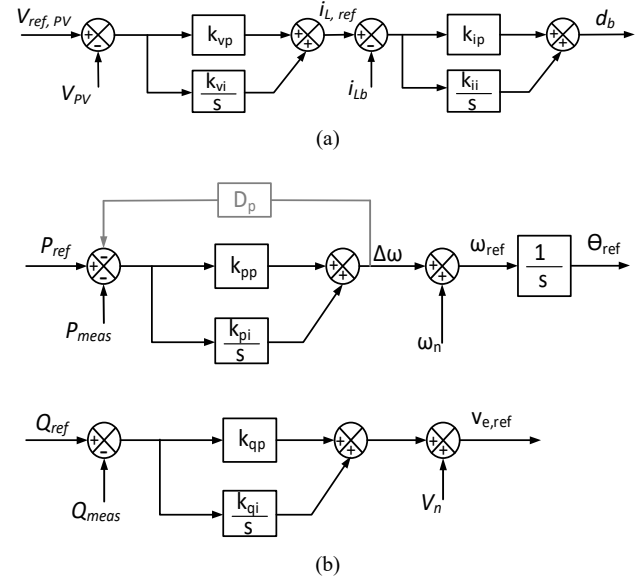 V_ref, PV
k_vp
i_L, ref
k_ip
d_b
V_PV
k_vi
s
i_Lb
k_ii
s
(a)
D_p
P_ref
k_pp
Δω
ω_ref
1
s
Θ_ref
P_meas
k_pi
s
ω_n
Q_ref
k_qp
v_e,ref
Q_meas
k_qi
s
V_n
(b)